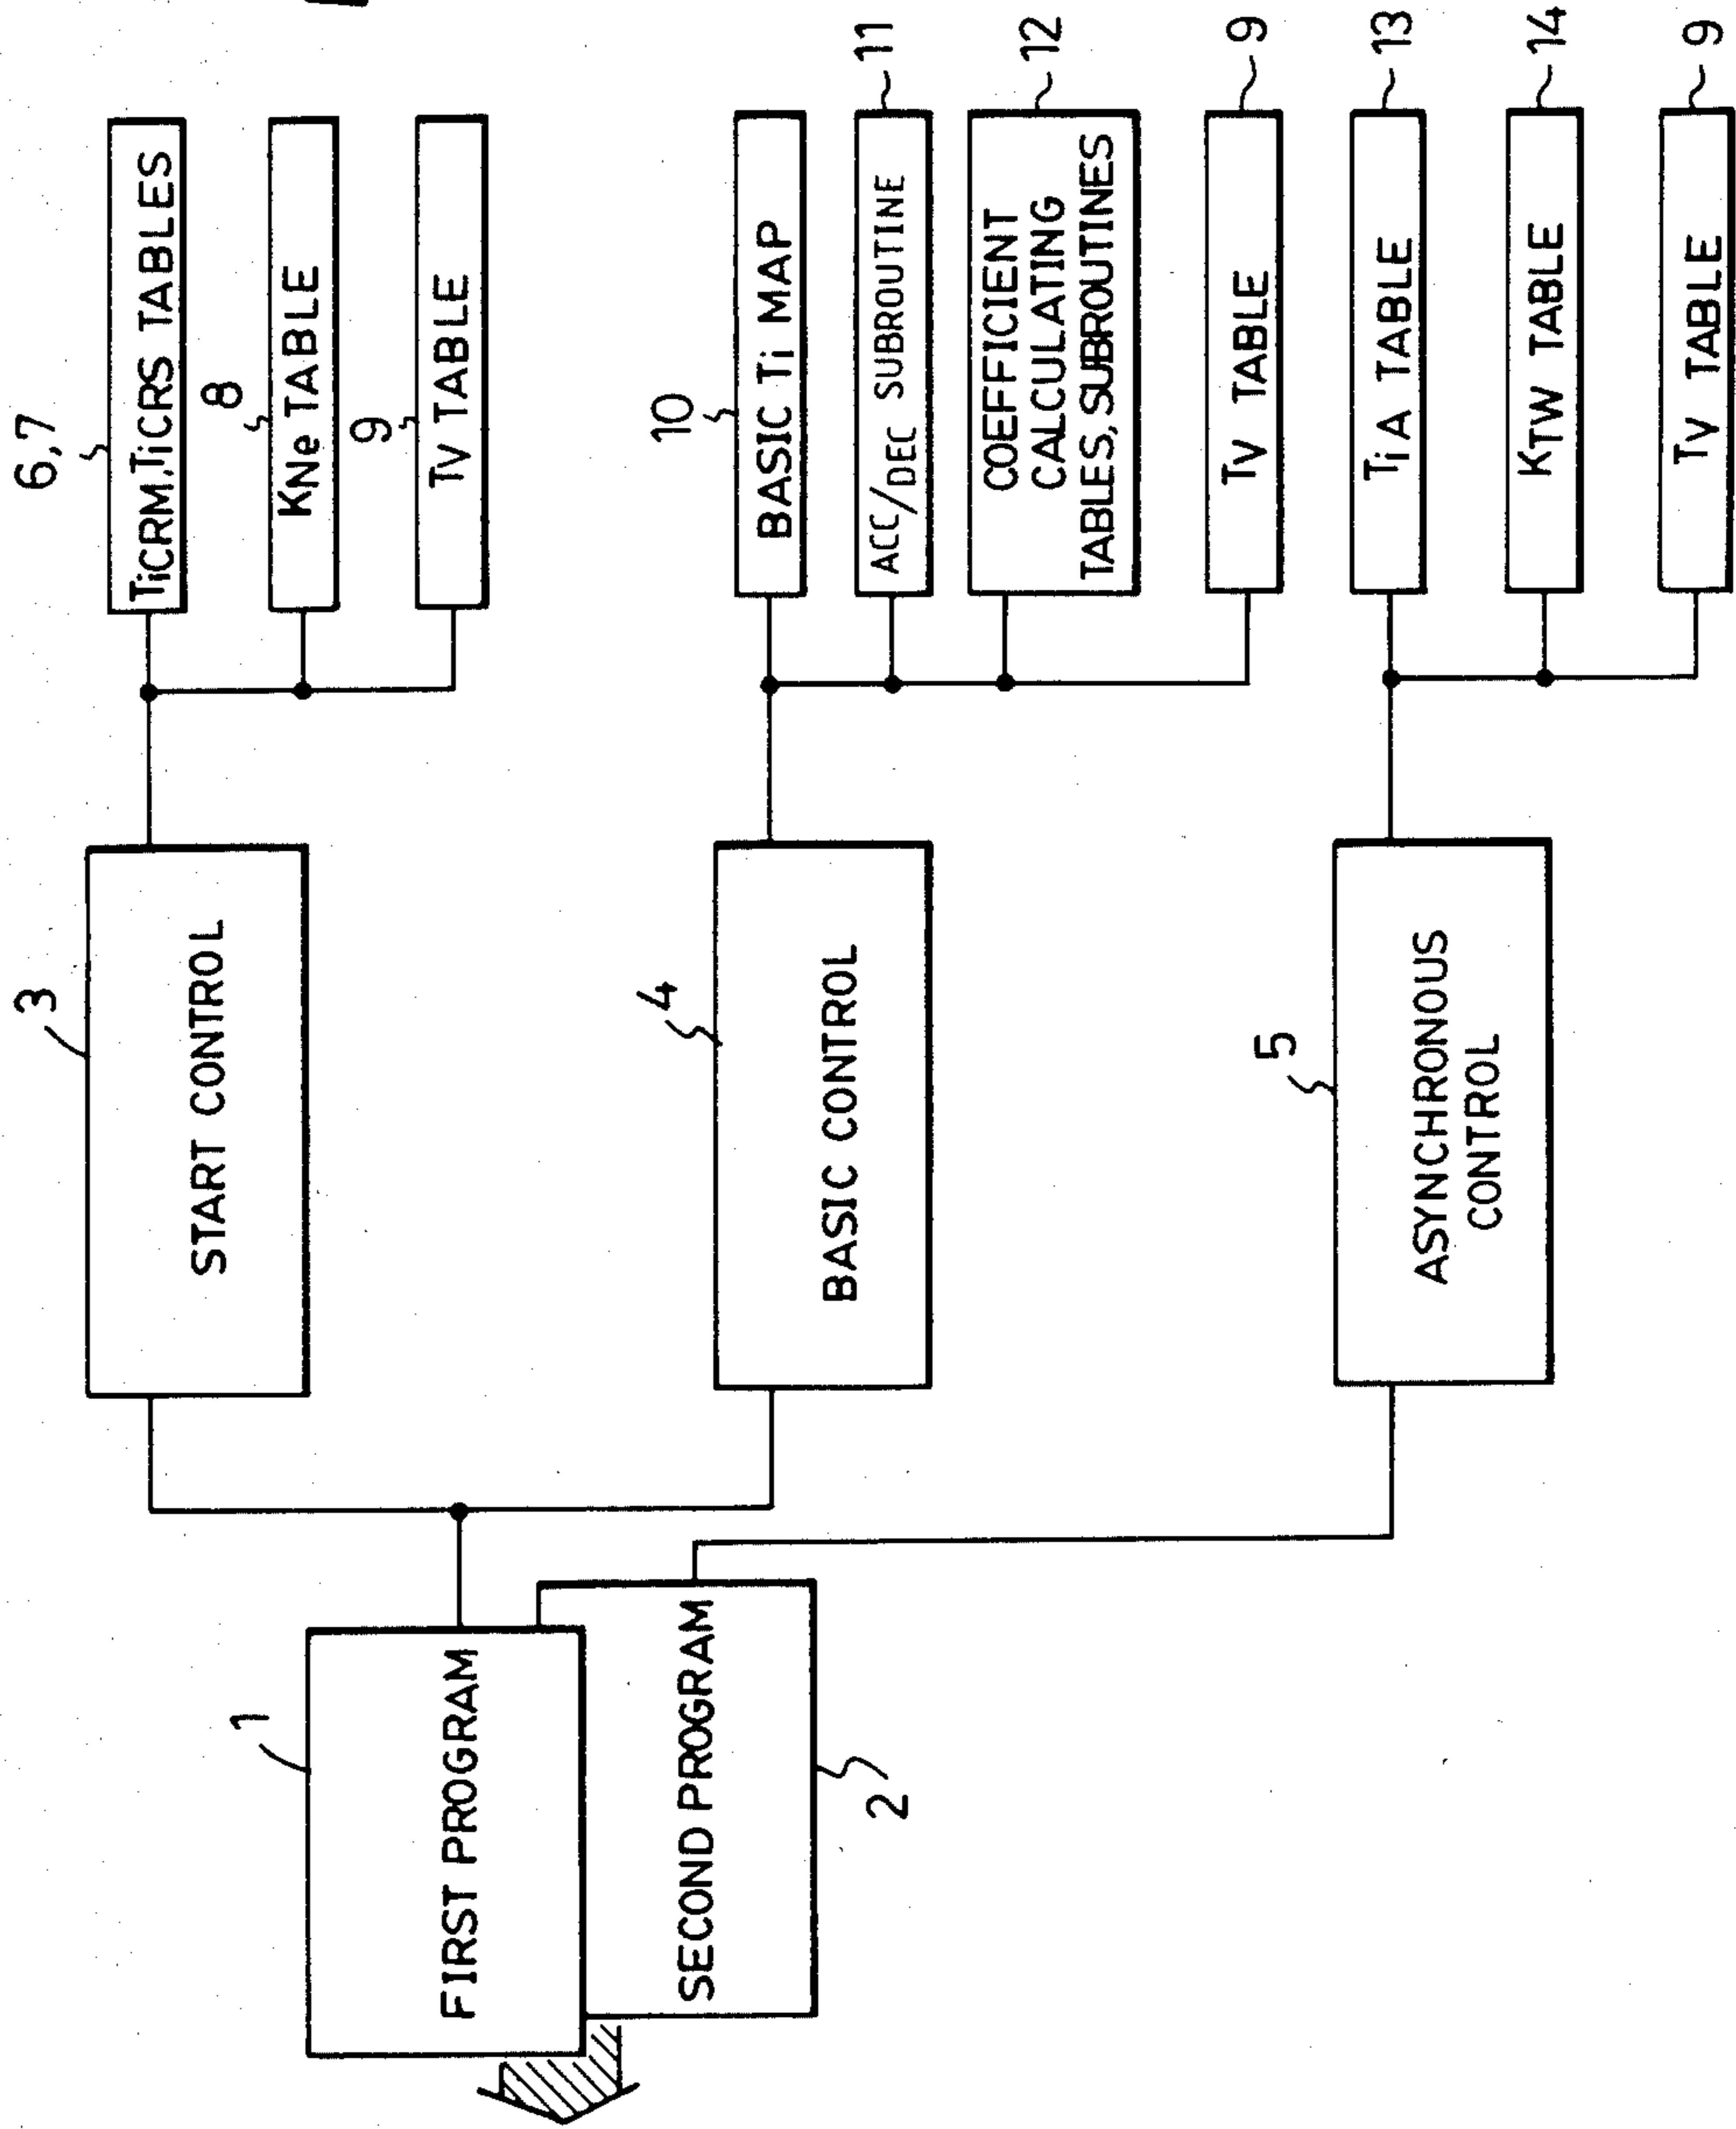 1
FIRST PROGRAM
2
SECOND PROGRAM
3
START CONTROL
4
BASIC CONTROL
5
ASYNCHRONOUS
CONTROL
6,7
TiCRM,TiCRS TABLES
8
KNe TABLE
9
TV TABLE
10
BASIC Ti MAP
11
ACC/DEC SUBROUTINE
12
COEFFICIENT
CALCULATING
TABLES,SUBROUTINES
9
TV TABLE
13
TiA TABLE
14
KTW TABLE
9
TV TABLE